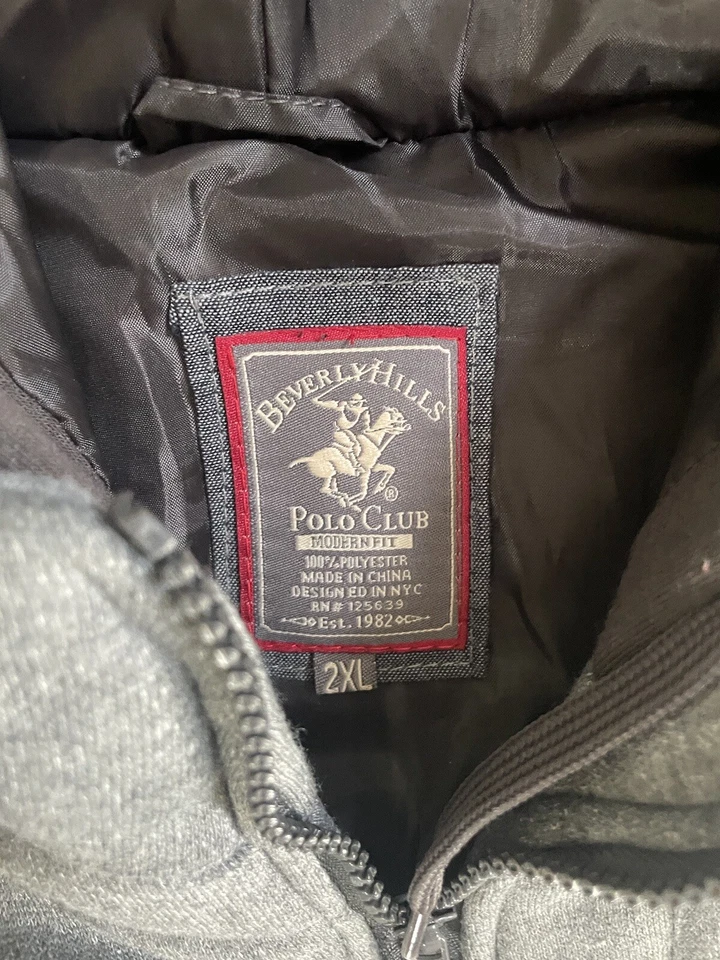 BEVERLY HILLS
®
POLO CLUB
MODERN FIT
100% POLYESTER
MADE IN CHINA
DESIGNED IN NYC
RN# 125639
EST. 1982
2XL